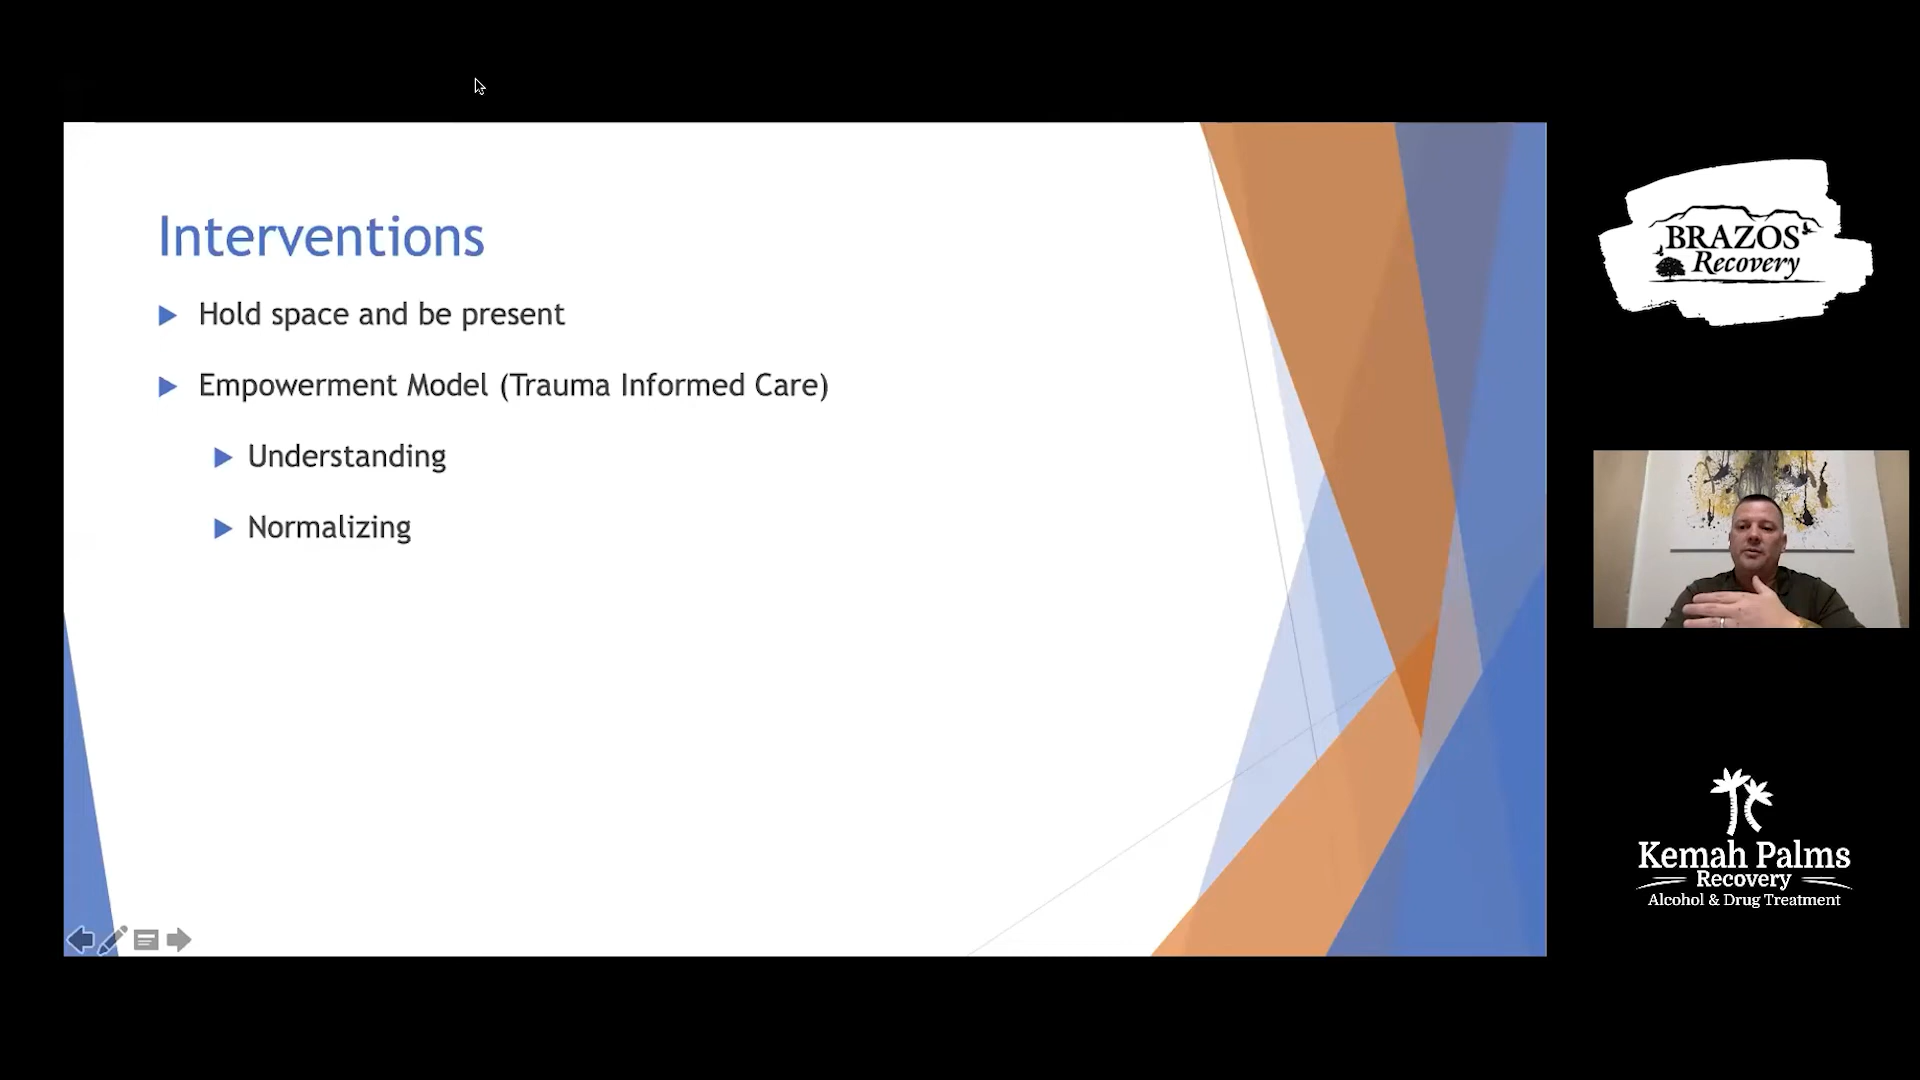 Interventions
Hold space and be present
Empowerment Model (Trauma Informed Care)
Understanding
Normalizing
BRAZOS
Recovery
Kemah Palms
Recovery
Alcohol & Drug Treatment